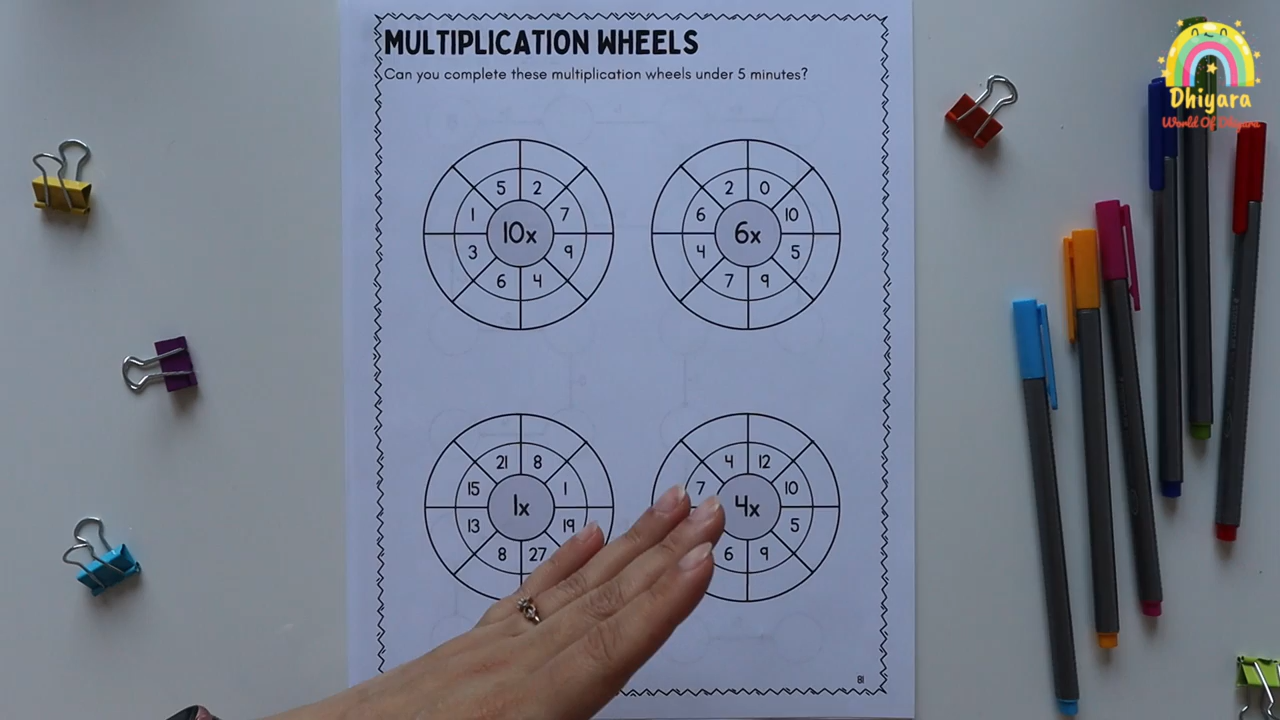 MULTIPLICATION WHEELS
Can you complete these multiplication wheels under 5 minutes?
Dhiyara
World Of Dhiyara
5 2
1 7
10x
3 9
6 4
2 0
6 10
6x
4 5
7 9
21 8
15 1
1x
13 19
8 27
4 12
7 10
4x
5
6 9
81